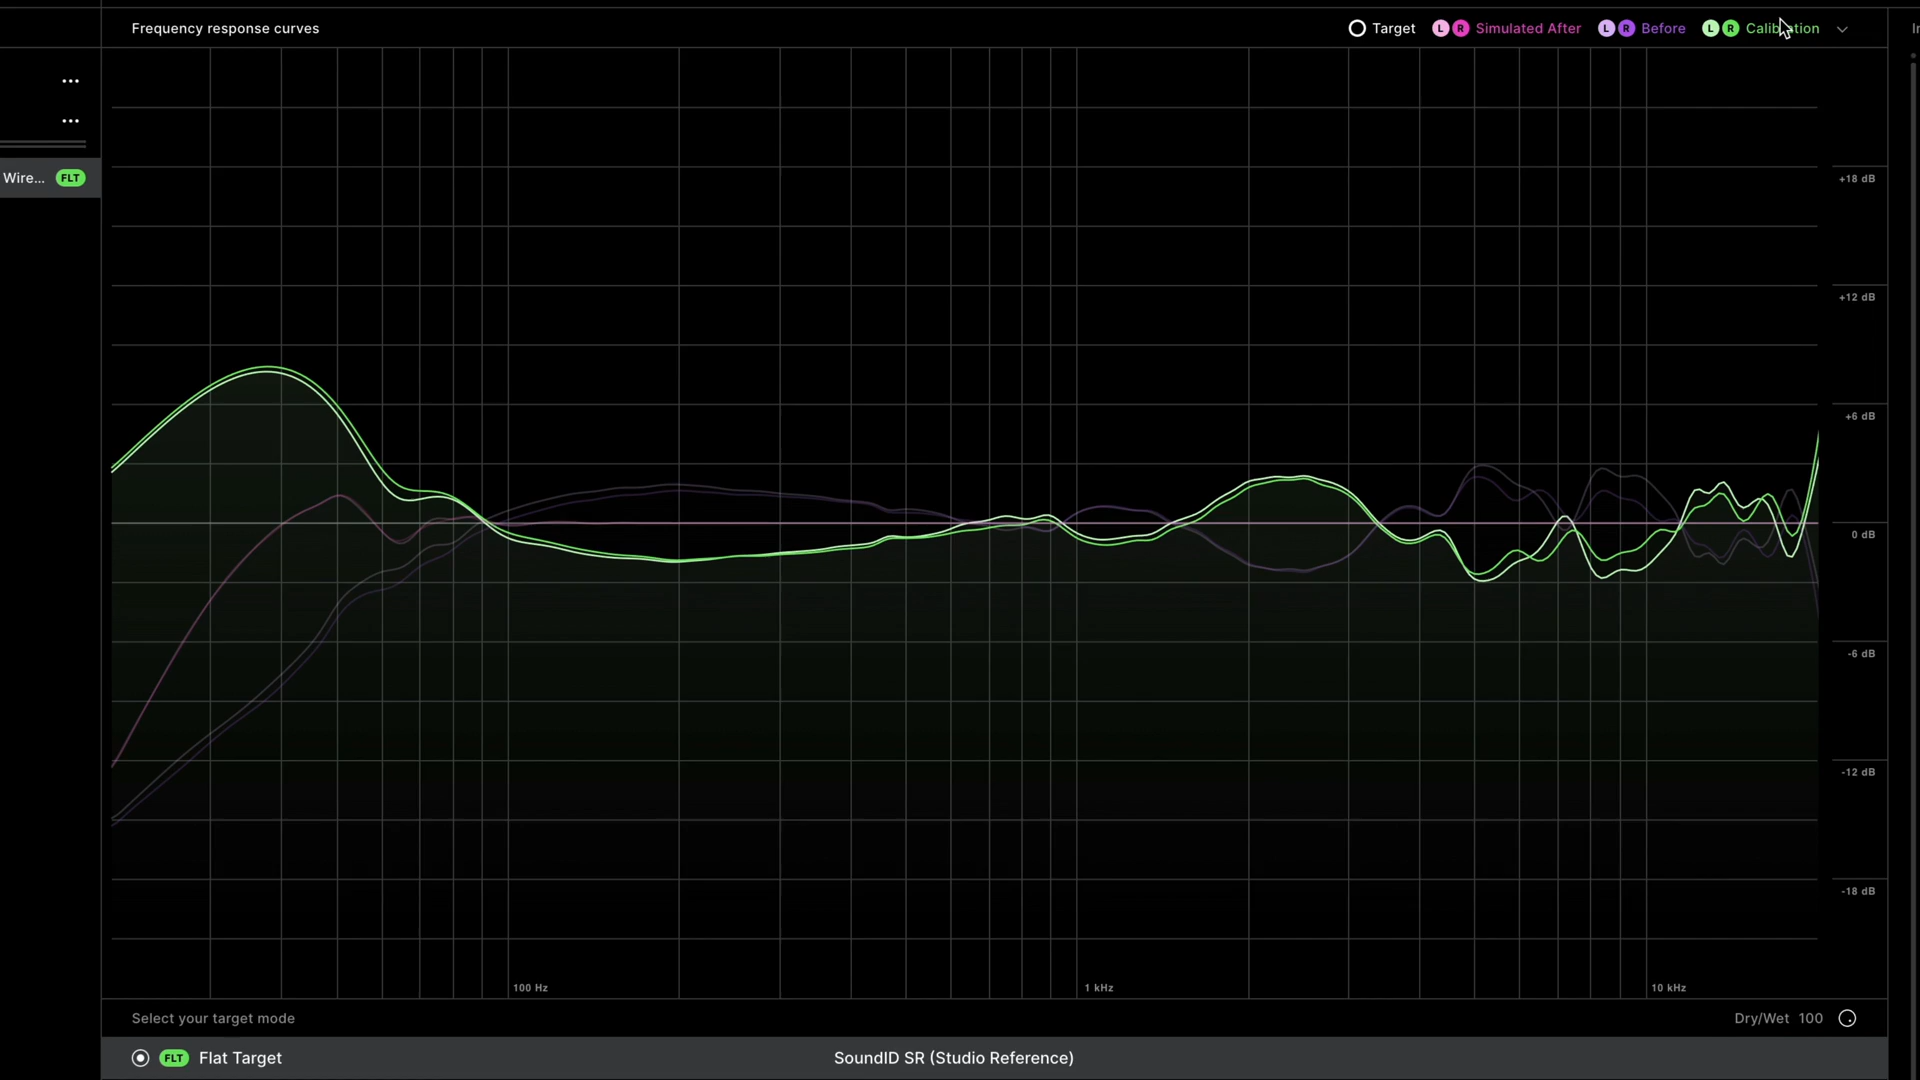 Frequency response curves
Target
L R Simulated After
L R Before
L R Calibration
Wire... FLT
+18 dB
+12 dB
+6 dB
0 dB
-6 dB
-12 dB
-18 dB
100 Hz
1 kHz
10 kHz
Select your target mode
Dry/Wet 100
FLT Flat Target
SoundID SR (Studio Reference)